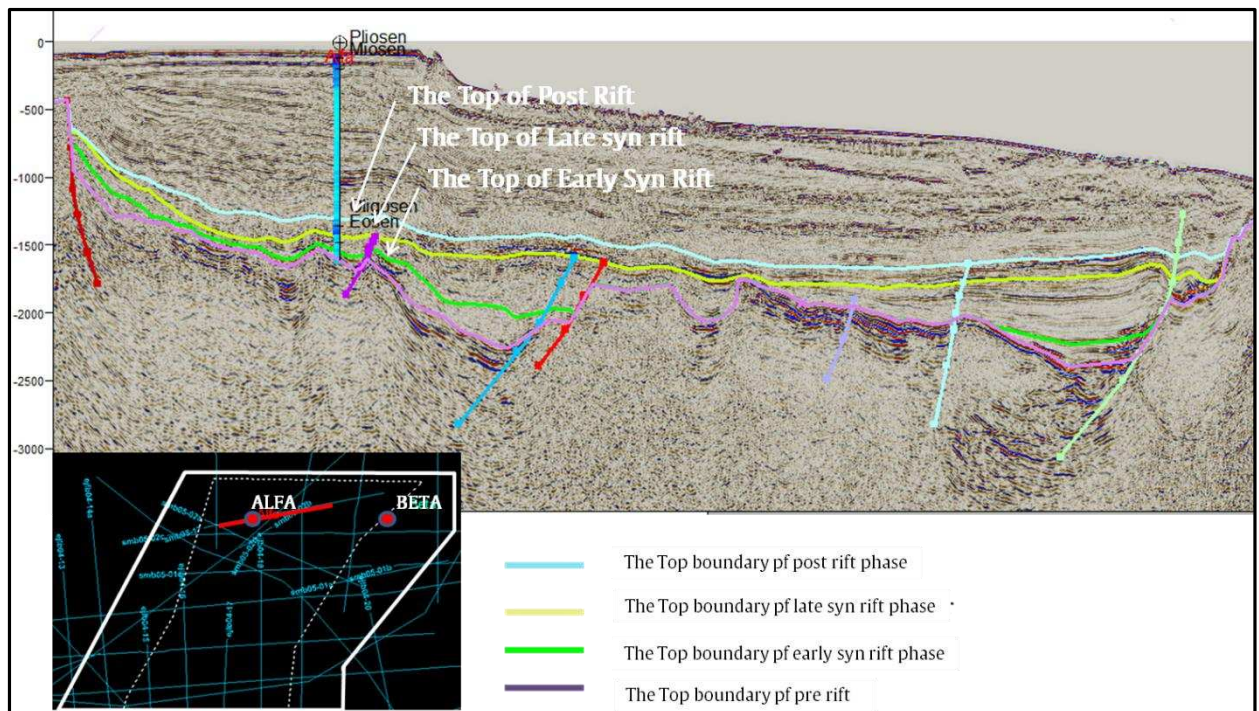 0
-500
-1000
-1500
-2000
-2500
-3000
Pliosen
Miosen
Alfa
The Top of Post Rift
The Top of Late syn rift
The Top of Early Syn Rift
Oligosen
Eosen
ALFA
BETA
smb05-01b
The Top boundary pf post rift phase
The Top boundary pf late syn rift phase
The Top boundary pf early syn rift phase
The Top boundary pf pre rift